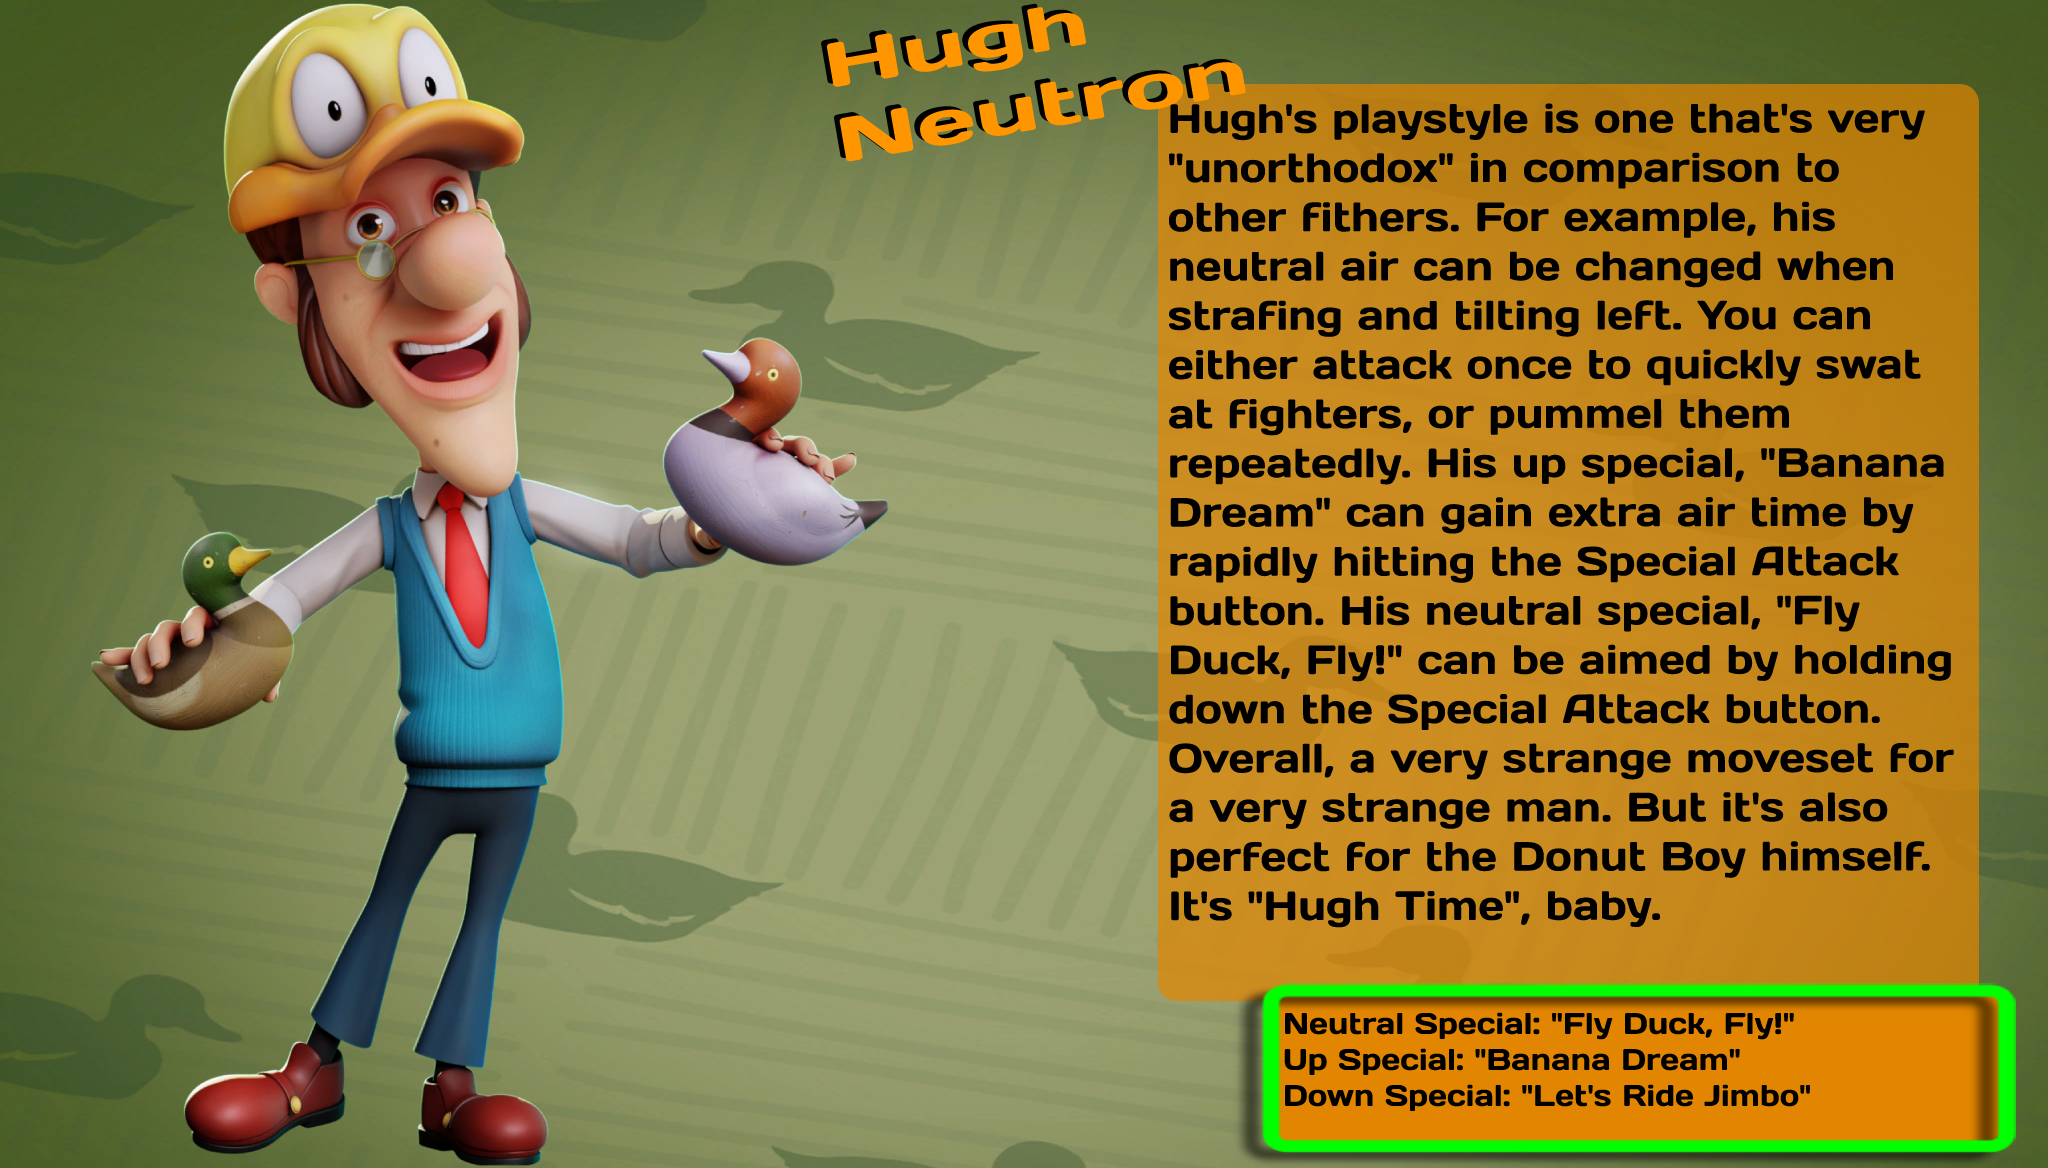 Hugh
Neutron
Hugh's playstyle is one that's very
"unorthodox" in comparison to
other fithers. For example, his
neutral air can be changed when
strafing and tilting left. You can
either attack once to quickly swat
at fighters, or pummel them
repeatedly. His up special, "Banana
Dream" can gain extra air time by
rapidly hitting the Special Attack
button. His neutral special, "Fly
Duck, Fly!" can be aimed by holding
down the Special Attack button.
Overall, a very strange moveset for
a very strange man. But it's also
perfect for the Donut Boy himself.
It's "Hugh Time", baby.
Neutral Special: "Fly Duck, Fly!"
Up Special: "Banana Dream"
Down Special: "Let's Ride Jimbo"